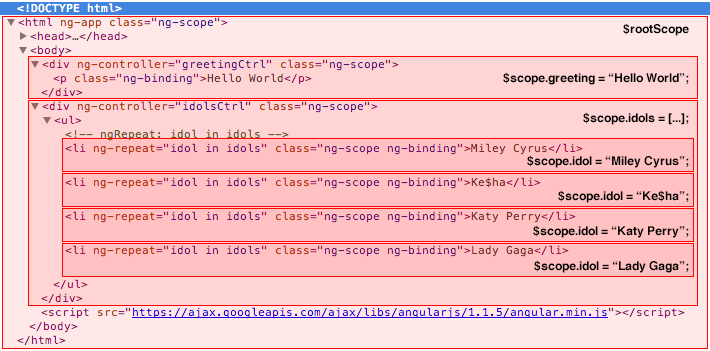 <!DOCTYPE html>
▼<html ng-app class="ng-scope">
$rootScope
▶<head>…</head>
▼<body>
▼<div ng-controller="greetingCtrl" class="ng-scope">
<p class="ng-binding">Hello World</p>
$scope.greeting = “Hello World”;
</div>
▼<div ng-controller="idolsCtrl" class="ng-scope">
▼<ul>
$scope.idols = [...];
<!-- ngRepeat: idol in idols -->
<li ng-repeat="idol in idols" class="ng-scope ng-binding">Miley Cyrus</li>
$scope.idol = “Miley Cyrus”;
<li ng-repeat="idol in idols" class="ng-scope ng-binding">Ke$ha</li>
$scope.idol = “Ke$ha”;
<li ng-repeat="idol in idols" class="ng-scope ng-binding">Katy Perry</li>
$scope.idol = “Katy Perry”;
<li ng-repeat="idol in idols" class="ng-scope ng-binding">Lady Gaga</li>
$scope.idol = “Lady Gaga”;
</ul>
</div>
<script src="https://ajax.googleapis.com/ajax/libs/angularjs/1.1.5/angular.min.js"></script>
</body>
</html>